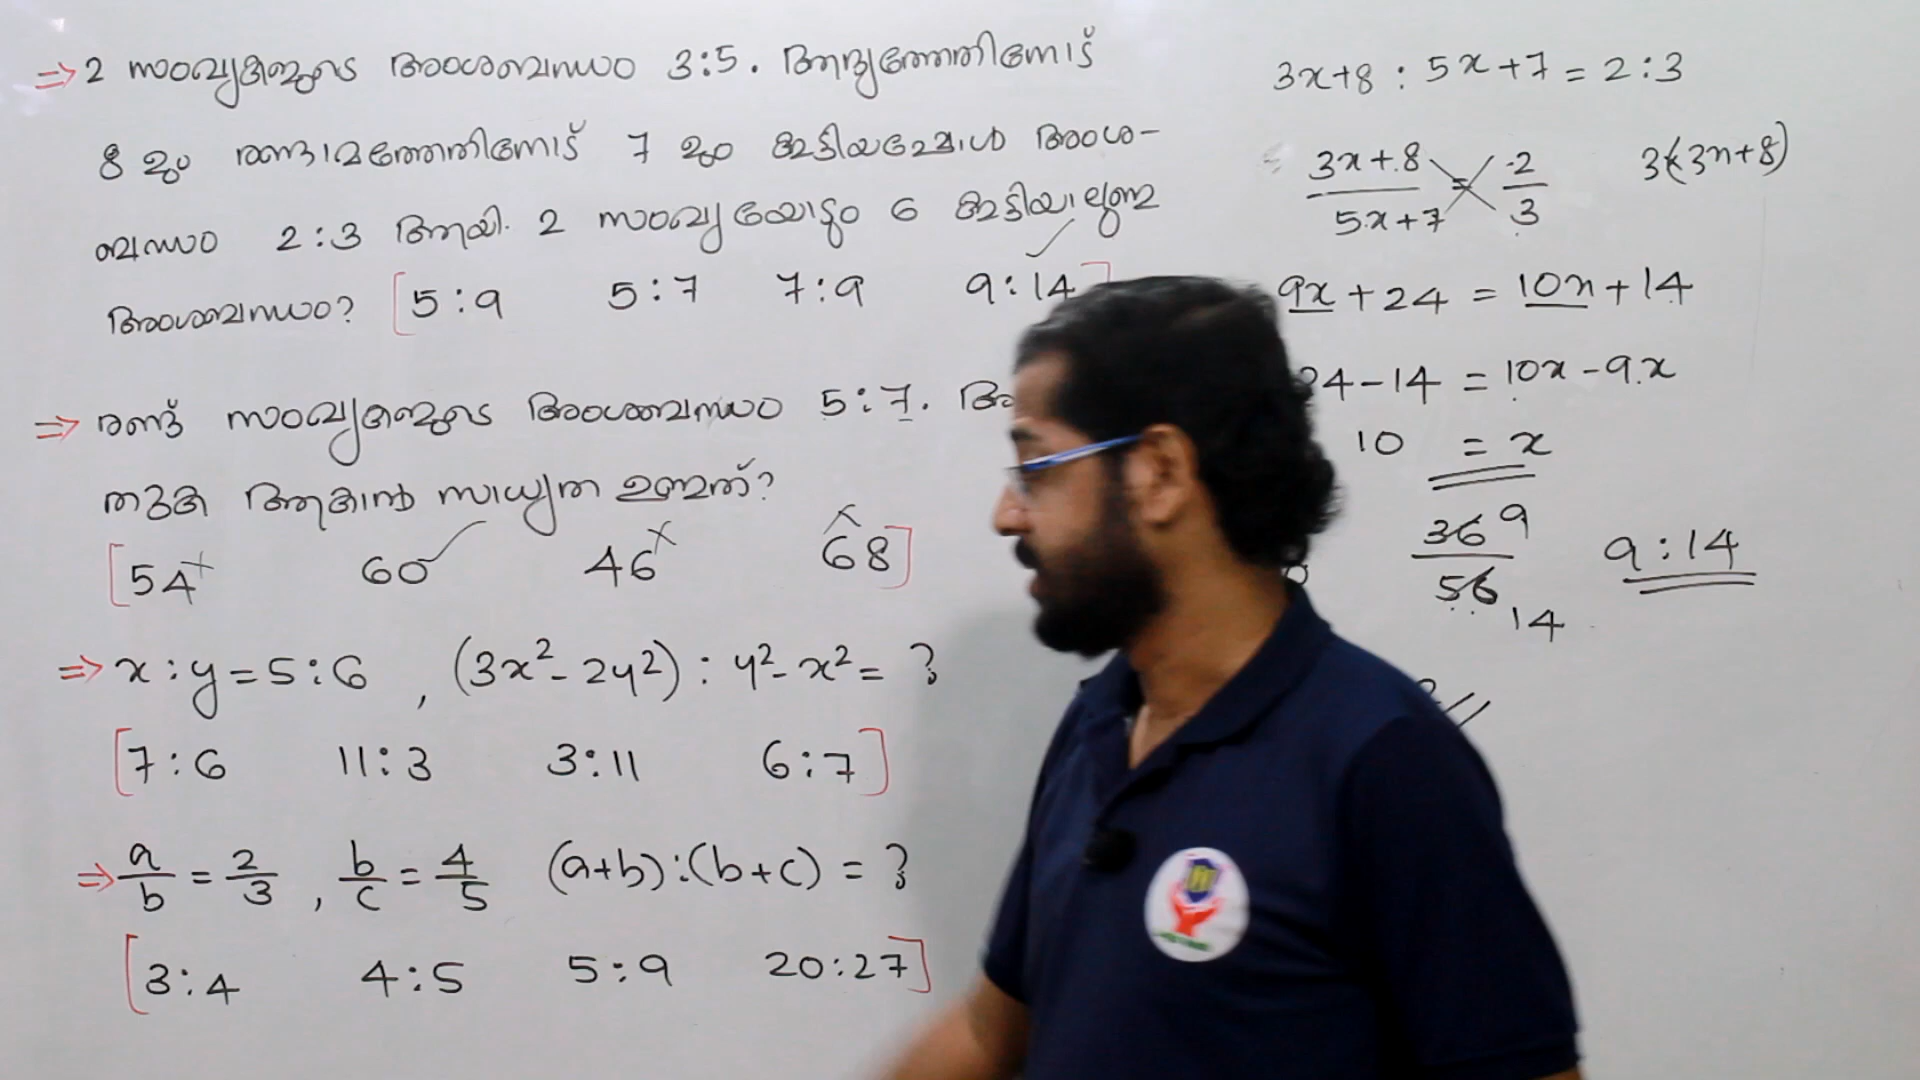 ⇒ 2 സംഖ്യകളുടെ അംശബന്ധം 3:5. ആദ്യത്തേതിനോട്
8 ഉം രണ്ടാമത്തേതിനോട് 7 ഉം കൂട്ടിയപ്പോൾ അംശ-
ബന്ധം 2:3 ആയി. 2 സംഖ്യയോടും 6 കൂട്ടിയാലുള്ള
അംശബന്ധം? [5:9 5:7 7:9 9:14]
⇒ രണ്ട് സംഖ്യകളുടെ അംശബന്ധം 5:7.
തുക ആകാൻ സാധ്യത ഉള്ളത്?
[54 60 46 68]
⇒ x:y=5:6 , (3x²-2y²) : y²-x² = ?
[7:6 11:3 3:11 6:7]
⇒ a/b = 2/3 , b/c = 4/5 (a+b):(b+c) = ?
[3:4 4:5 5:9 20:27]
3x+8 : 5x+7 = 2:3
3x+8/5x+7 = 2/3 3(3x+8)
9x+24 = 10x+14
24-14 = 10x-9x
10 = x
36/56 9 14 9:14